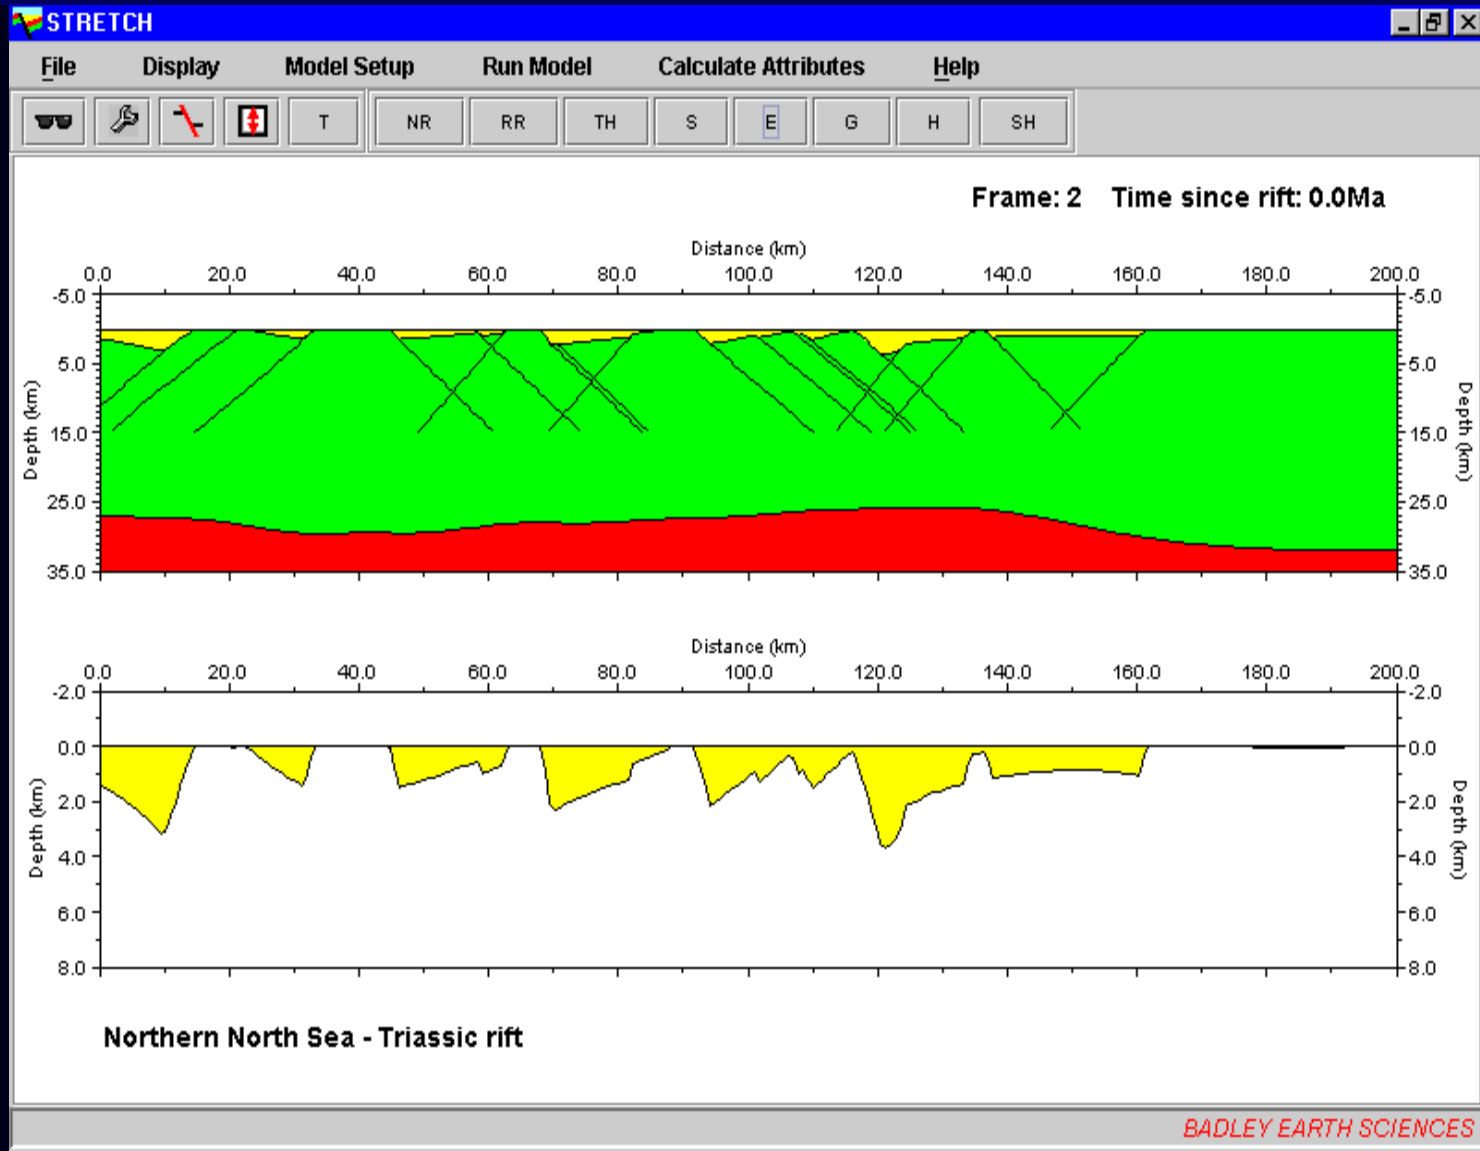 STRETCH
File Display Model Setup Run Model Calculate Attributes Help
T NR RR TH S E G H SH
Frame: 2 Time since rift: 0.0Ma
Distance (km)
0.0 20.0 40.0 60.0 80.0 100.0 120.0 140.0 160.0 180.0 200.0
-5.0 -5.0
5.0 5.0
15.0 15.0
25.0 25.0
35.0 35.0
Depth (km)
Depth (km)
Distance (km)
0.0 20.0 40.0 60.0 80.0 100.0 120.0 140.0 160.0 180.0 200.0
-2.0 -2.0
0.0 0.0
2.0 2.0
4.0 4.0
6.0 6.0
8.0 8.0
Depth (km)
Depth (km)
Northern North Sea - Triassic rift
BADLEY EARTH SCIENCES